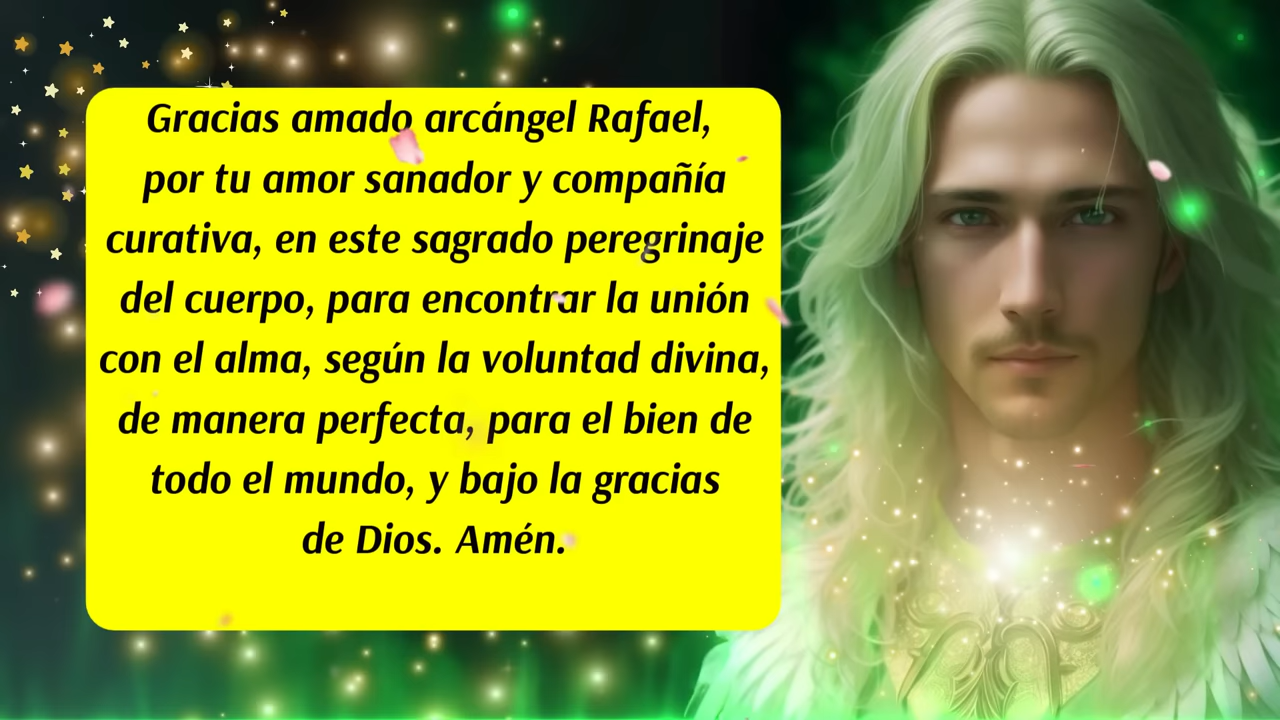 Gracias amado arcángel Rafael,
por tu amor sanador y compañía
curativa, en este sagrado peregrinaje
del cuerpo, para encontrar la unión
con el alma, según la voluntad divina,
de manera perfecta, para el bien de
todo el mundo, y bajo la gracias
de Dios. Amén.